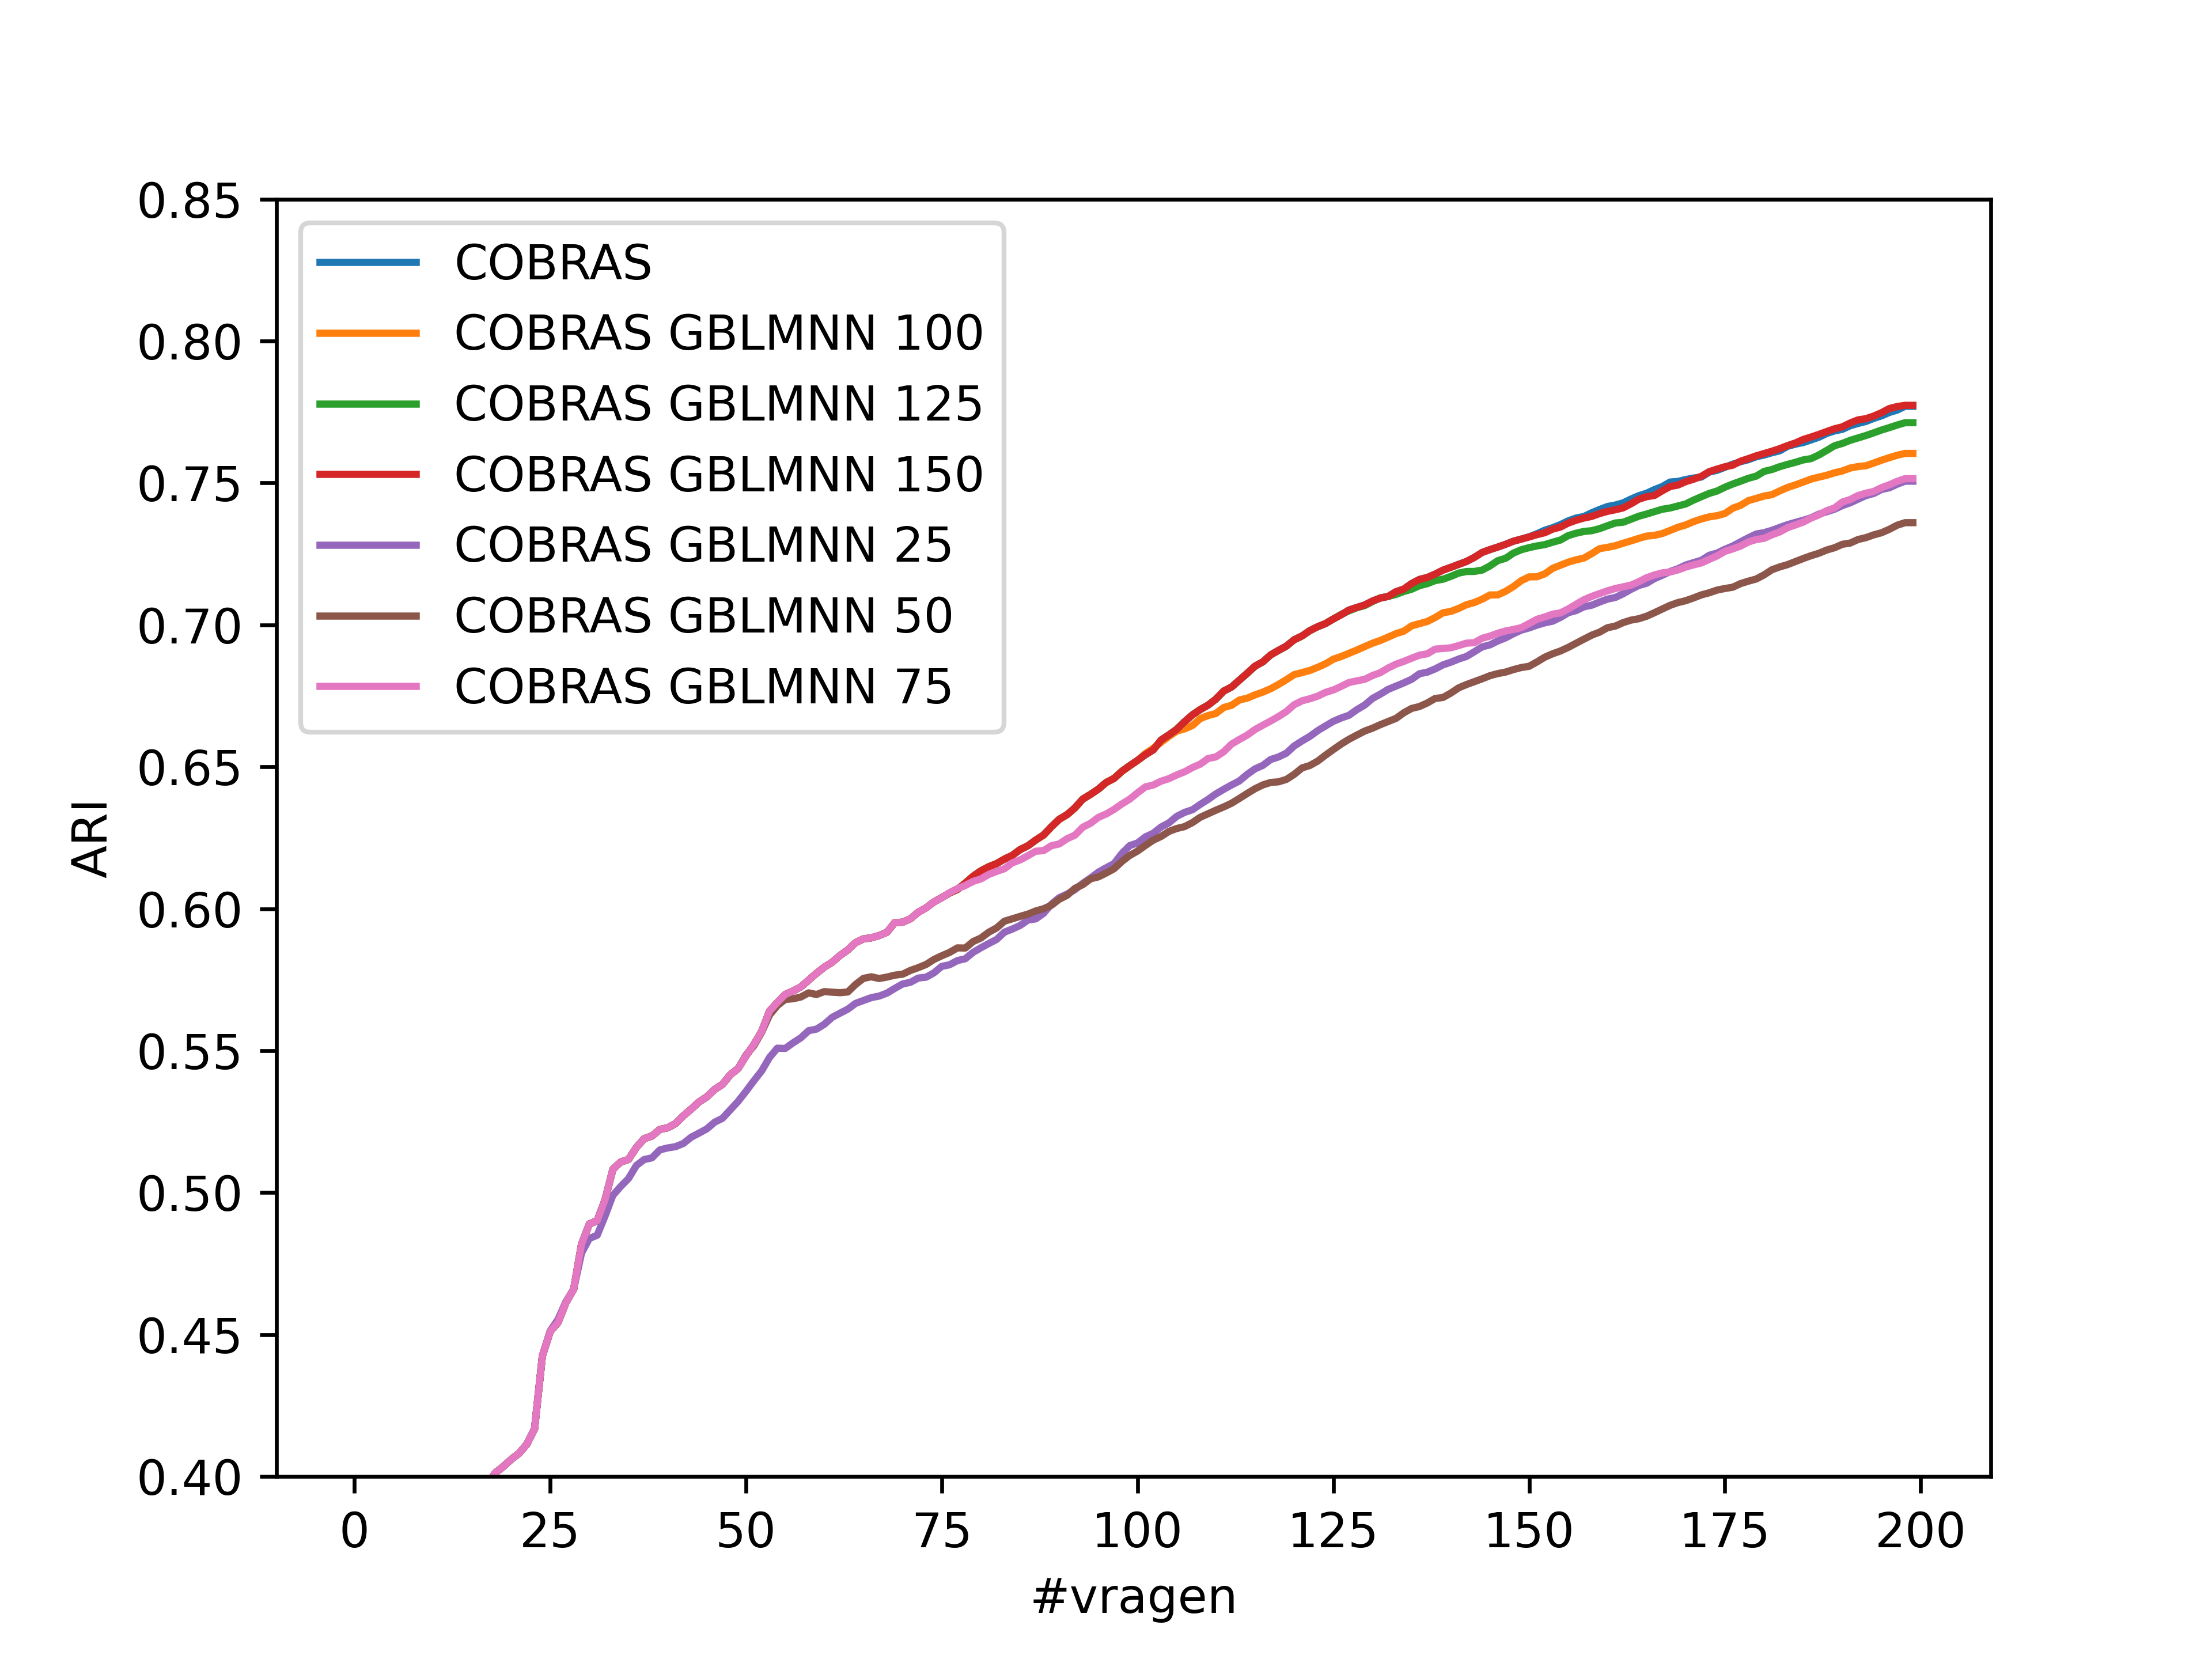 0.85
0.80
0.75
0.70
0.65
0.60
0.55
0.50
0.45
0.40
ARI
COBRAS
COBRAS GBLMNN 100
COBRAS GBLMNN 125
COBRAS GBLMNN 150
COBRAS GBLMNN 25
COBRAS GBLMNN 50
COBRAS GBLMNN 75
0 25 50 75 100 125 150 175 200
#vragen